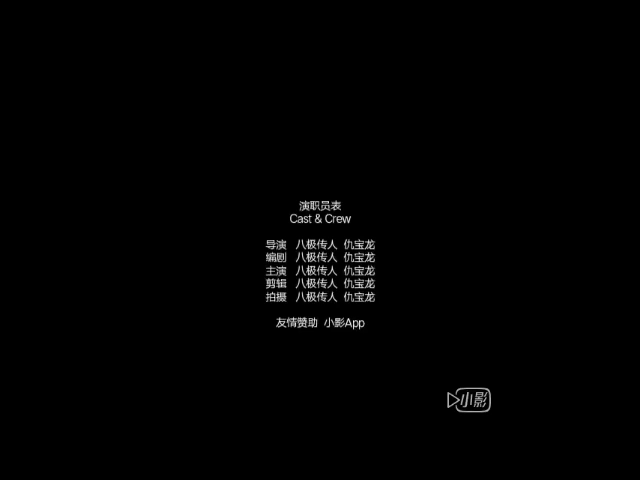 演职员表
Cast & Crew
导演 八极传人 仇宝龙
编剧 八极传人 仇宝龙
主演 八极传人 仇宝龙
剪辑 八极传人 仇宝龙
拍摄 八极传人 仇宝龙
友情赞助 小影App
小影